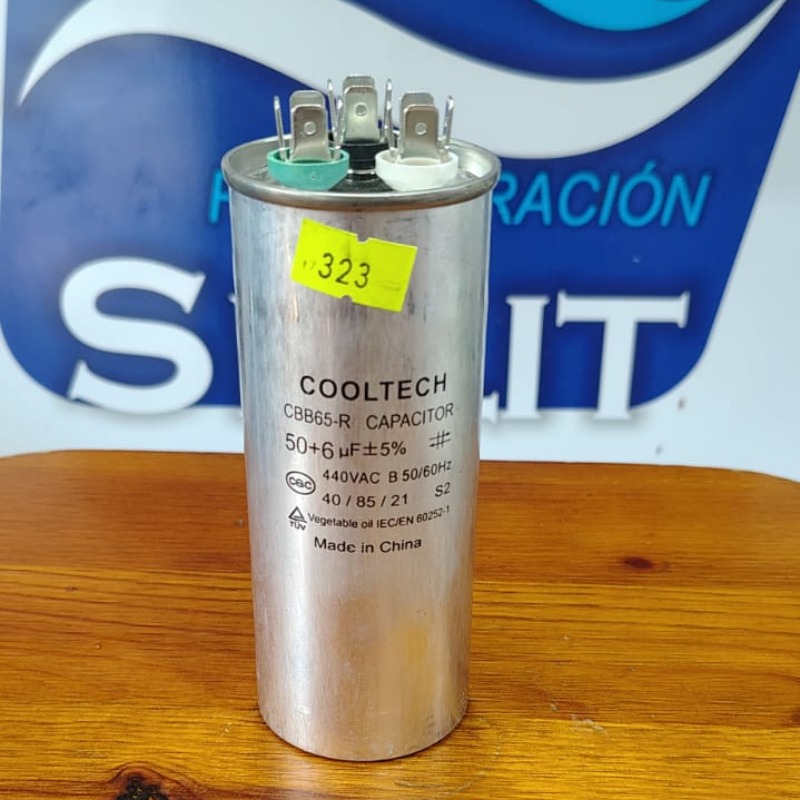 RACIÓN
S LIT
323
COOLTECH
CBB65-R CAPACITOR
50+6 μF±5%
440VAC B 50/60Hz
40 / 85 / 21 S2
TÜV Vegetable oil IEC/EN 60252-1
Made in China